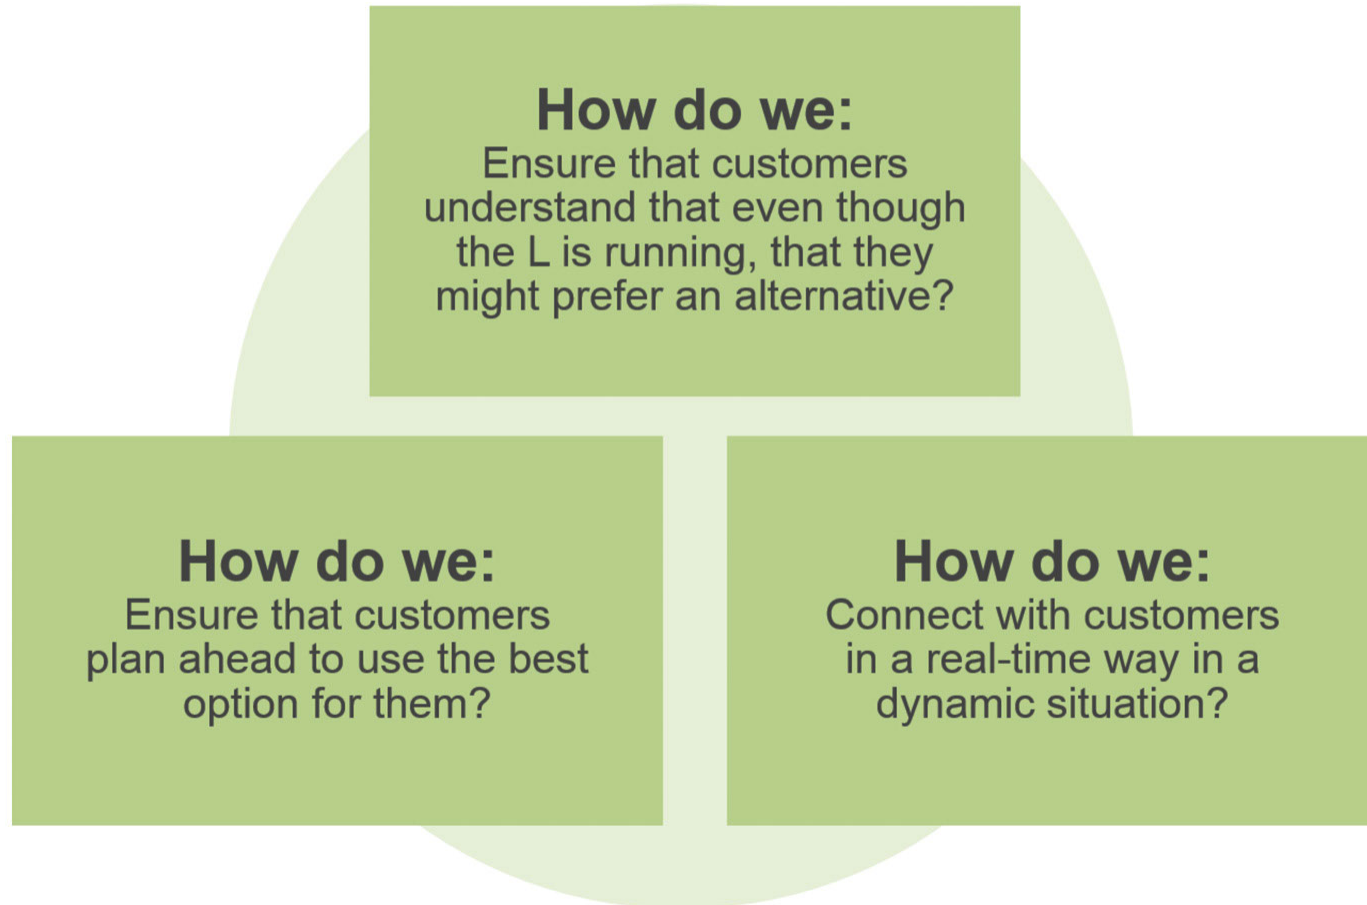 How do we:
Ensure that customers
understand that even though
the L is running, that they
might prefer an alternative?
How do we:
Ensure that customers
plan ahead to use the best
option for them?
How do we:
Connect with customers
in a real-time way in a
dynamic situation?